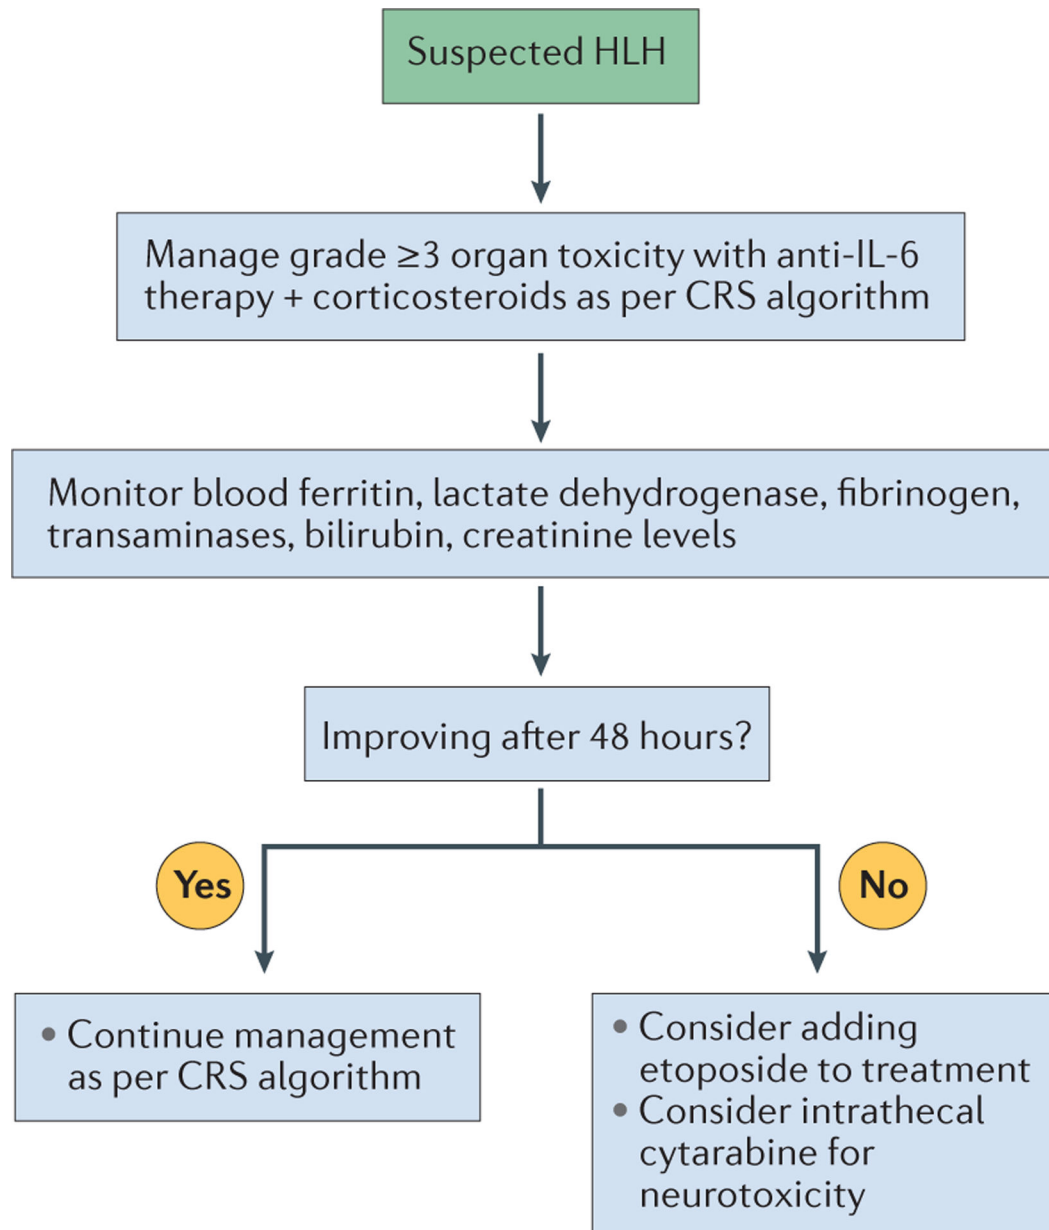 Suspected HLH
Manage grade ≥3 organ toxicity with anti-IL-6
therapy + corticosteroids as per CRS algorithm
Monitor blood ferritin, lactate dehydrogenase, fibrinogen,
transaminases, bilirubin, creatinine levels
Improving after 48 hours?
Yes
No
• Continue management
as per CRS algorithm
• Consider adding
etoposide to treatment
• Consider intrathecal
cytarabine for
neurotoxicity